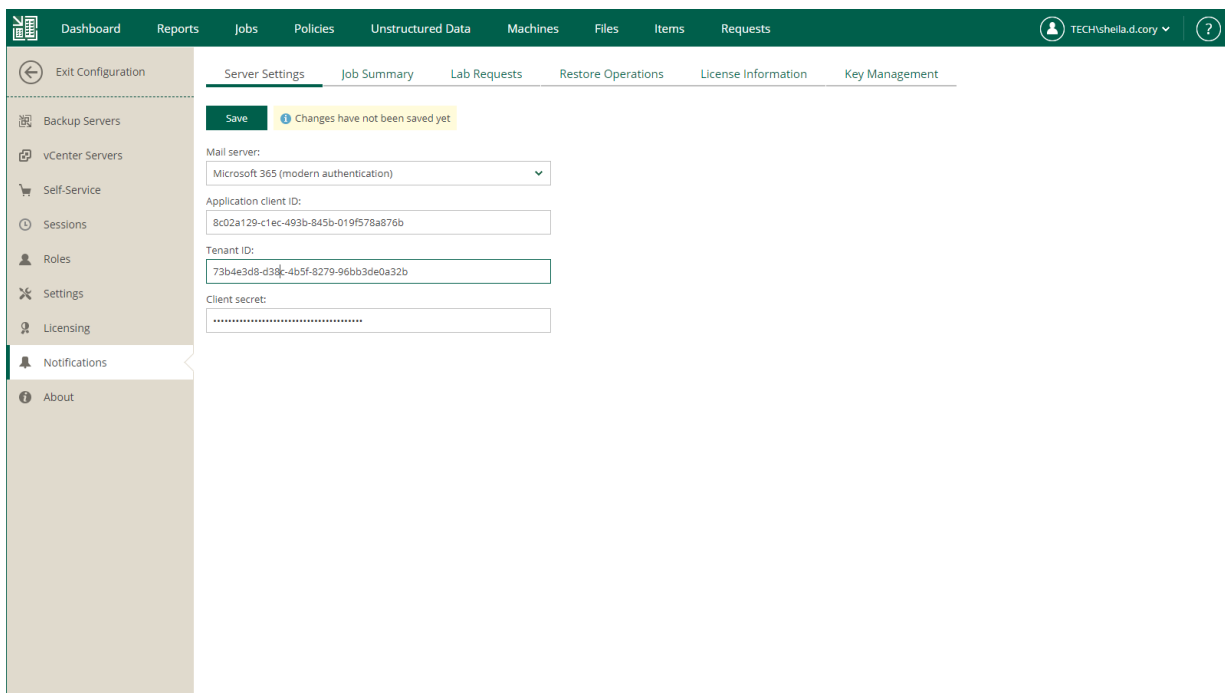 Dashboard Reports Jobs Policies Unstructured Data Machines Files Items Requests TECH\sheila.d.cory ?
Exit Configuration
Server Settings Job Summary Lab Requests Restore Operations License Information Key Management
Save Changes have not been saved yet
Backup Servers
vCenter Servers
Self-Service
Sessions
Roles
Settings
Licensing
Notifications
About
Mail server:
Microsoft 365 (modern authentication)
Application client ID:
8c02a129-c1ec-493b-845b-019f578a876b
Tenant ID:
73b4e3d8-d38c-4b5f-8279-96bb3de0a32b
Client secret: